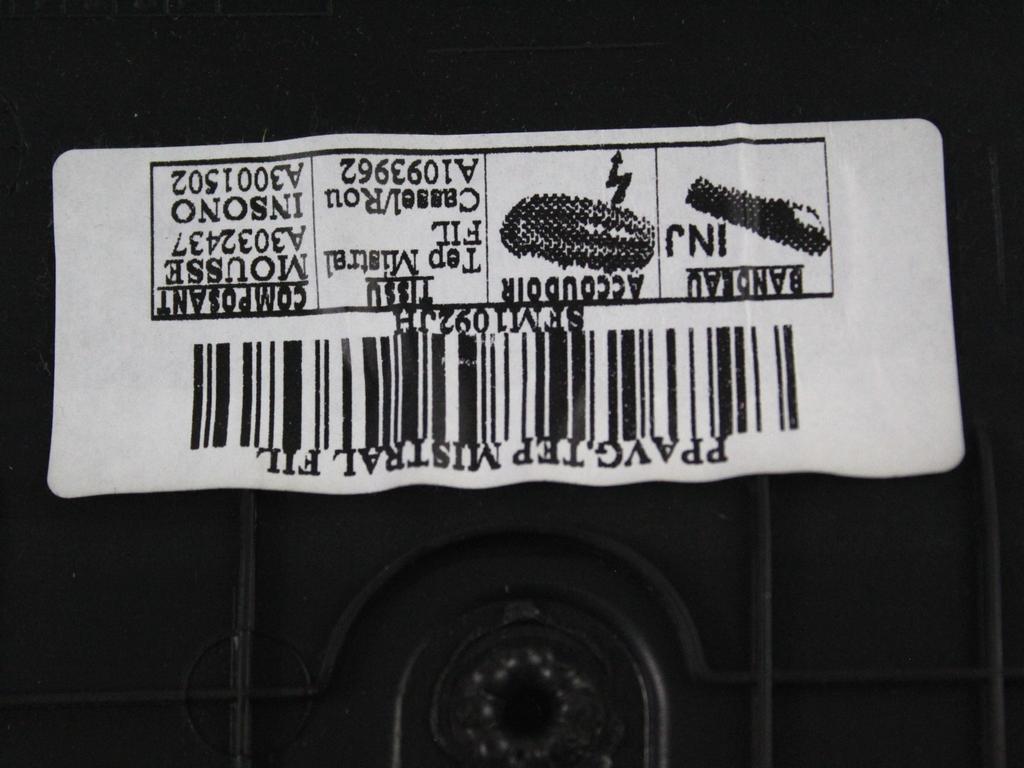 PPAVG.TEP MISTRAL FIL
SFM1092JH
BANDEAU
INJ
ACCOUDOIR
TISSU
Tep Mistral
FIL
Cassel/Rou
A1093962
COMPOSANT
MOUSSE
A3032437
INSONO
A3001502